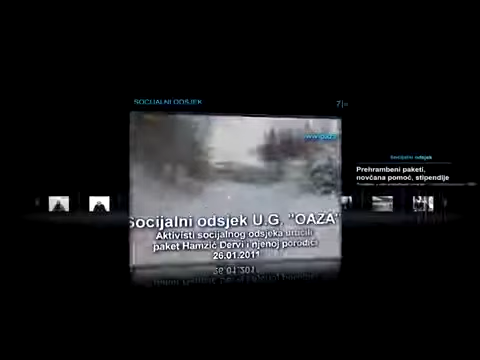 SOCIJALNI ODSJEK
Socijalni odsjek
Prehrambeni paketi,
novčana pomoć, stipendije
Socijalni odsjek U.G. "OAZA"
Aktivisti socijalnog odsjeka uručili
paket Hamzić Dervi i njenoj porodici
26.01.2011